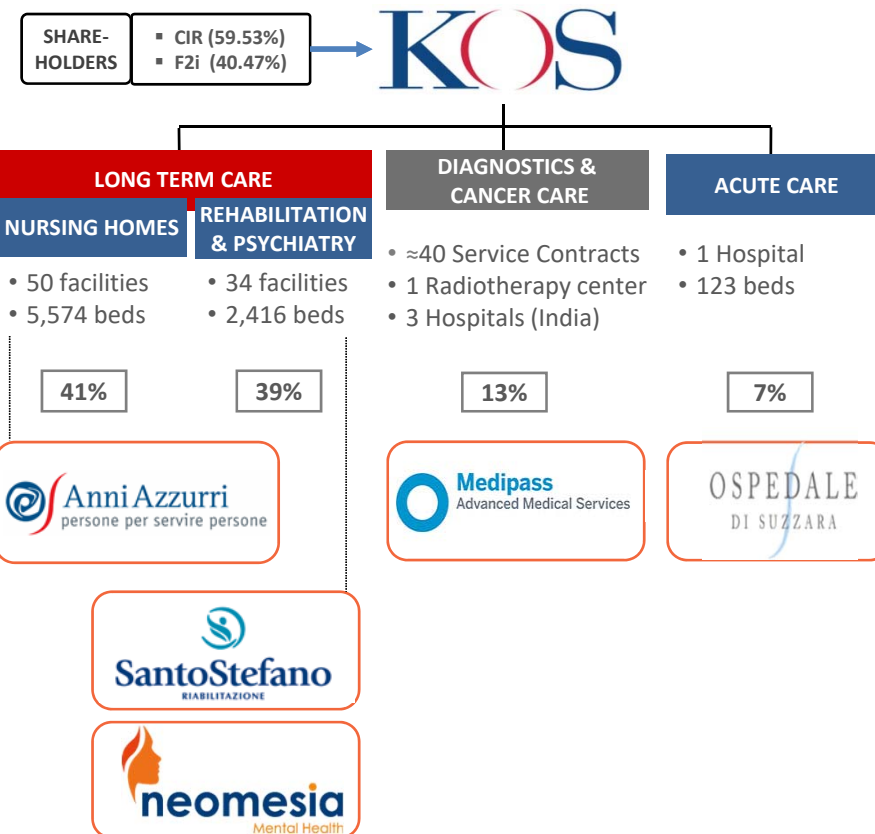 SHARE-
HOLDERS
▪ CIR (59.53%)
▪ F2i (40.47%)
KOS
LONG TERM CARE
NURSING HOMES
REHABILITATION
& PSYCHIATRY
DIAGNOSTICS &
CANCER CARE
ACUTE CARE
• 50 facilities
• 5,574 beds
• 34 facilities
• 2,416 beds
• ≈40 Service Contracts
• 1 Radiotherapy center
• 3 Hospitals (India)
• 1 Hospital
• 123 beds
41%
39%
13%
7%
Anni Azzurri
persone per servire persone
Medipass
Advanced Medical Services
OSPEDALE
DI SUZZARA
SantoStefano
RIABILITAZIONE
neomesia
Mental Health